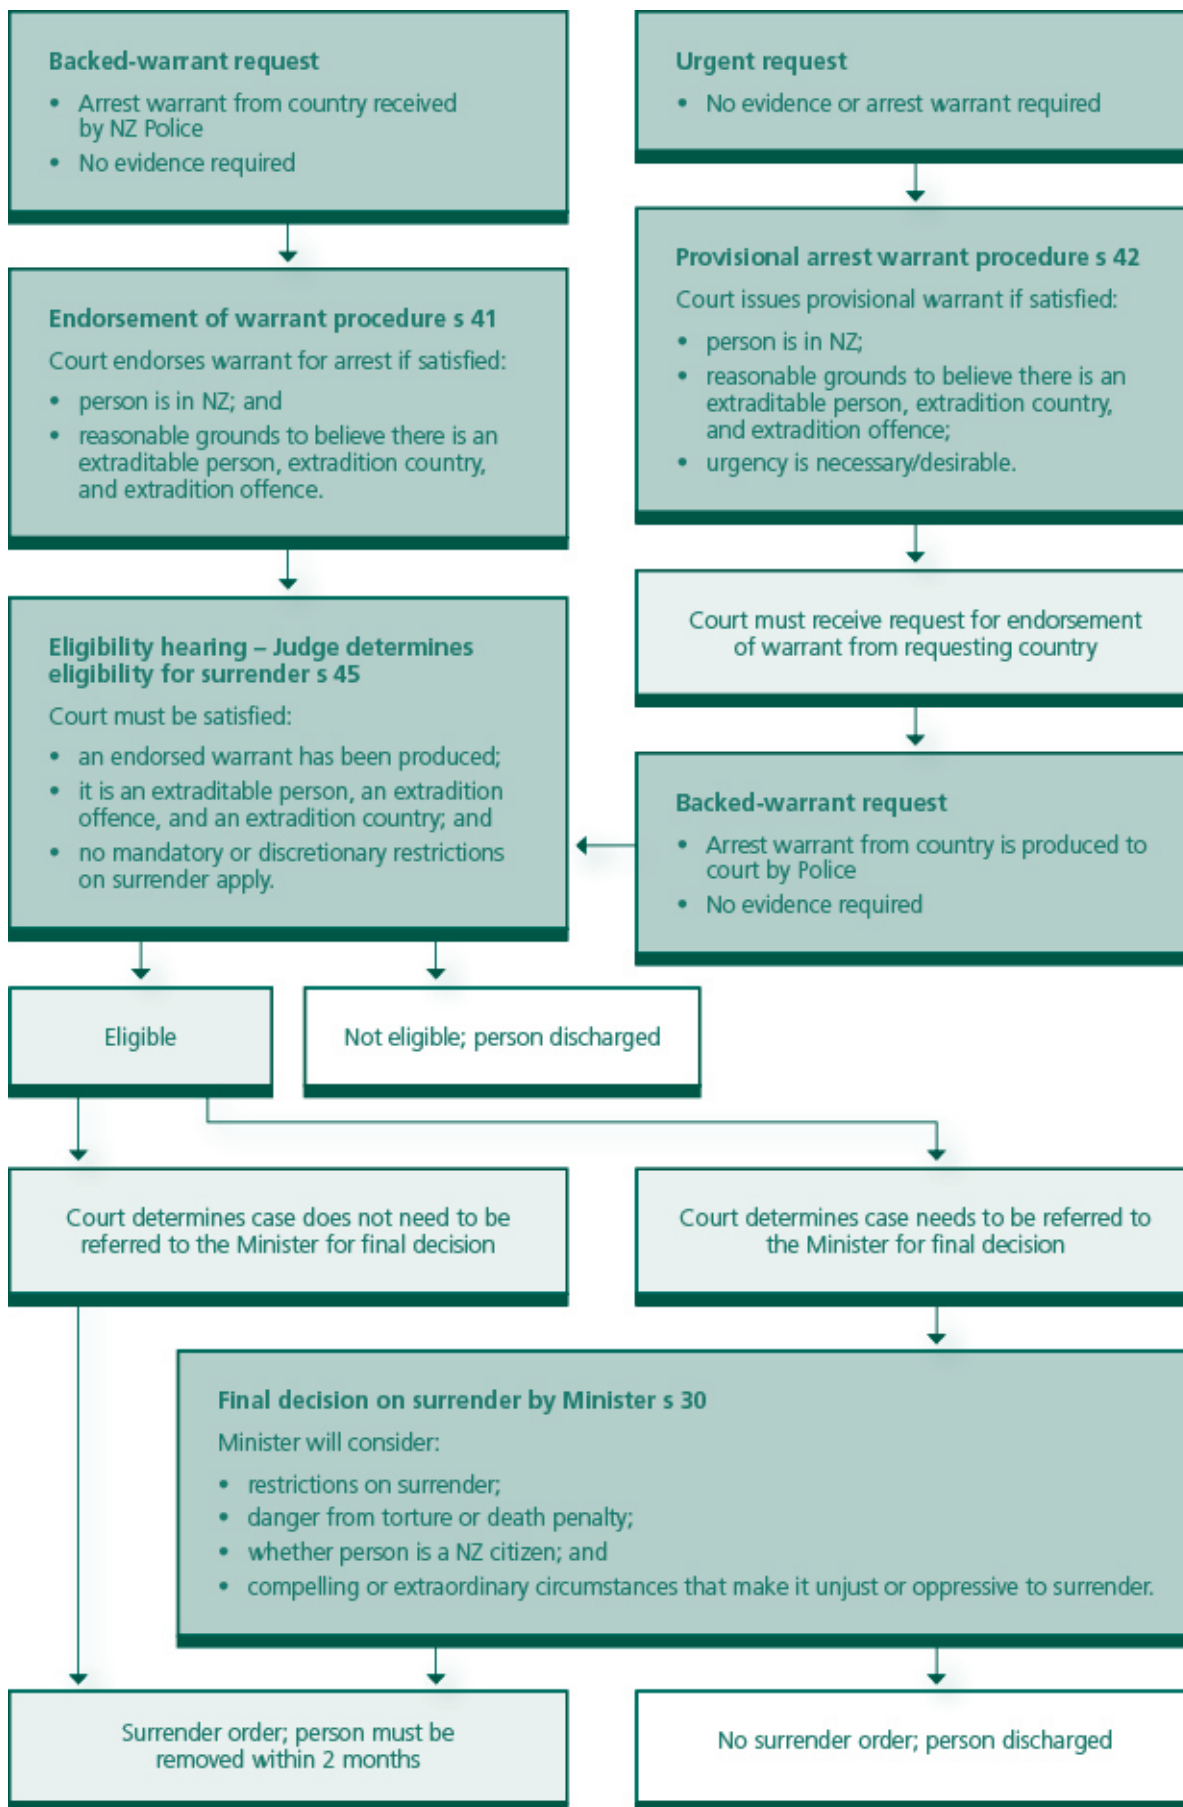 Backed-warrant request
• Arrest warrant from country received
by NZ Police
• No evidence required
Urgent request
• No evidence or arrest warrant required
Endorsement of warrant procedure s 41
Court endorses warrant for arrest if satisfied:
• person is in NZ; and
• reasonable grounds to believe there is an
extraditable person, extradition country,
and extradition offence.
Provisional arrest warrant procedure s 42
Court issues provisional warrant if satisfied:
• person is in NZ;
• reasonable grounds to believe there is an
extraditable person, extradition country,
and extradition offence;
• urgency is necessary/desirable.
Court must receive request for endorsement
of warrant from requesting country
Eligibility hearing – Judge determines
eligibility for surrender s 45
Court must be satisfied:
• an endorsed warrant has been produced;
• it is an extraditable person, an extradition
offence, and an extradition country; and
• no mandatory or discretionary restrictions
on surrender apply.
Backed-warrant request
• Arrest warrant from country is produced to
court by Police
• No evidence required
Eligible
Not eligible; person discharged
Court determines case does not need to be
referred to the Minister for final decision
Court determines case needs to be referred to
the Minister for final decision
Final decision on surrender by Minister s 30
Minister will consider:
• restrictions on surrender;
• danger from torture or death penalty;
• whether person is a NZ citizen; and
• compelling or extraordinary circumstances that make it unjust or oppressive to surrender.
Surrender order; person must be
removed within 2 months
No surrender order; person discharged